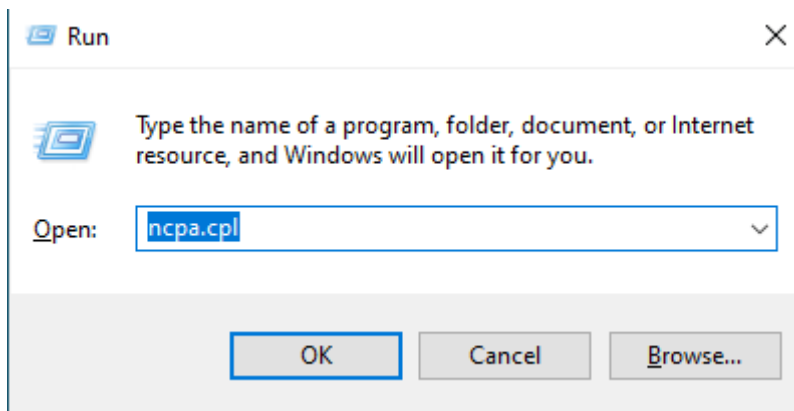 Run
Type the name of a program, folder, document, or Internet
resource, and Windows will open it for you.
Open: ncpa.cpl
OK Cancel Browse...